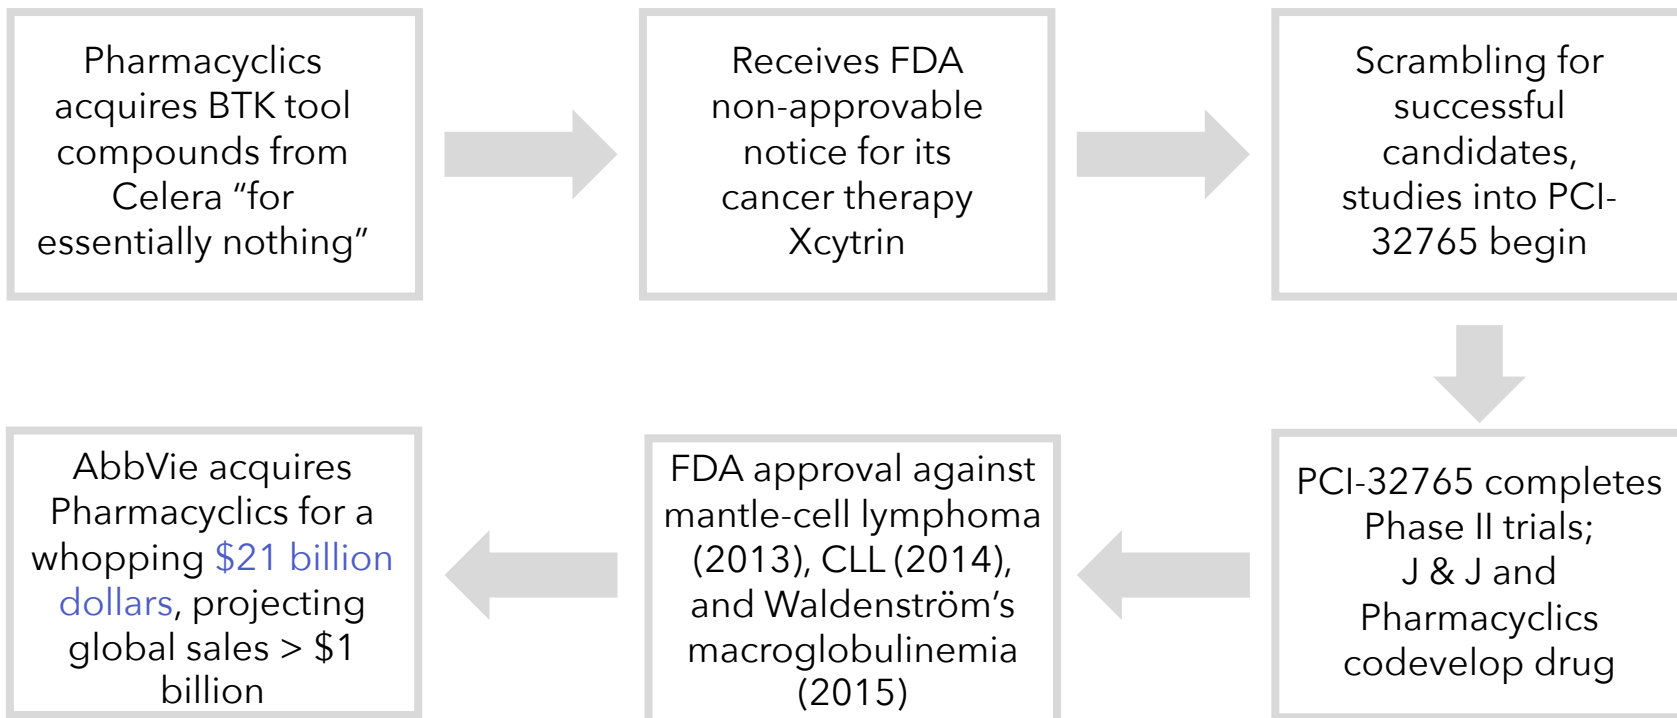 Pharmacyclics
acquires BTK tool
compounds from
Celera “for
essentially nothing”
Receives FDA
non-approvable
notice for its
cancer therapy
Xcytrin
Scrambling for
successful
candidates,
studies into PCI-
32765 begin
PCI-32765 completes
Phase II trials;
J & J and
Pharmacyclics
codevelop drug
FDA approval against
mantle-cell lymphoma
(2013), CLL (2014),
and Waldenström’s
macroglobulinemia
(2015)
AbbVie acquires
Pharmacyclics for a
whopping $21 billion
dollars, projecting
global sales > $1
billion